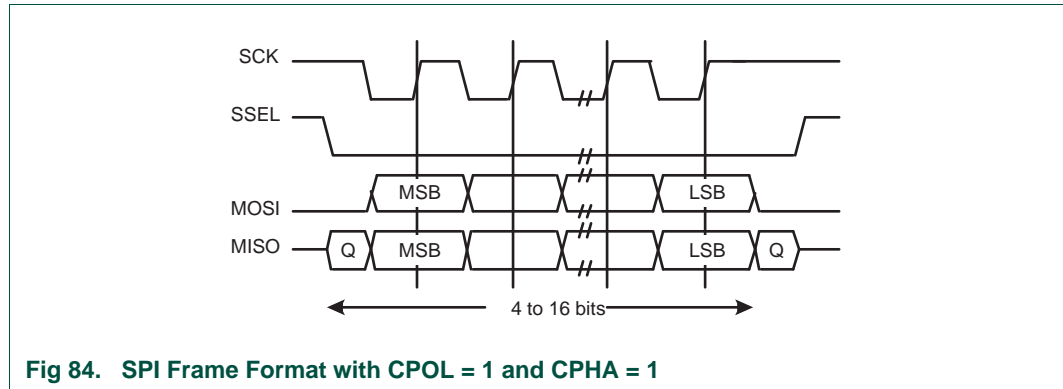 SCK
SSEL
MOSI
MSB
LSB
MISO
Q
MSB
LSB
Q
4 to 16 bits
Fig 84. SPI Frame Format with CPOL = 1 and CPHA = 1